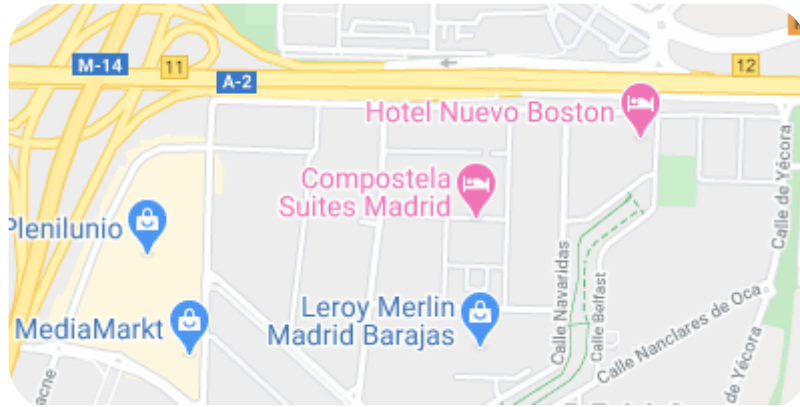 M-14
11
A-2
12
Hotel Nuevo Boston
Compostela
Suites Madrid
Plenilunio
Leroy Merlin
Madrid Barajas
MediaMarkt
Calle Navaridas
Calle Belfast
Calle Nanclares de Oca
Calle de Yécora
de Yécora
acne